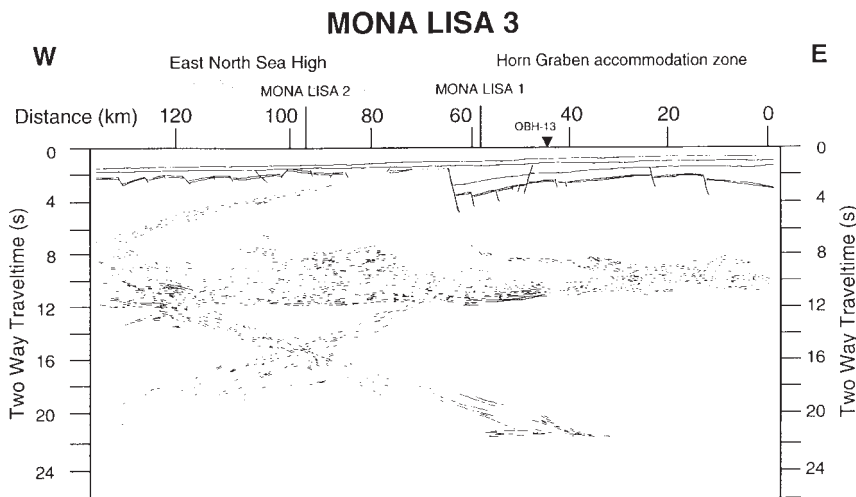 MONA LISA 3
W
E
East North Sea High
Horn Graben accommodation zone
MONA LISA 2
MONA LISA 1
OBH-13
Distance (km)
120
100
80
60
40
20
0
Two Way Traveltime (s)
0
4
8
12
16
20
24
0
4
8
12
16
20
24
Two Way Traveltime (s)